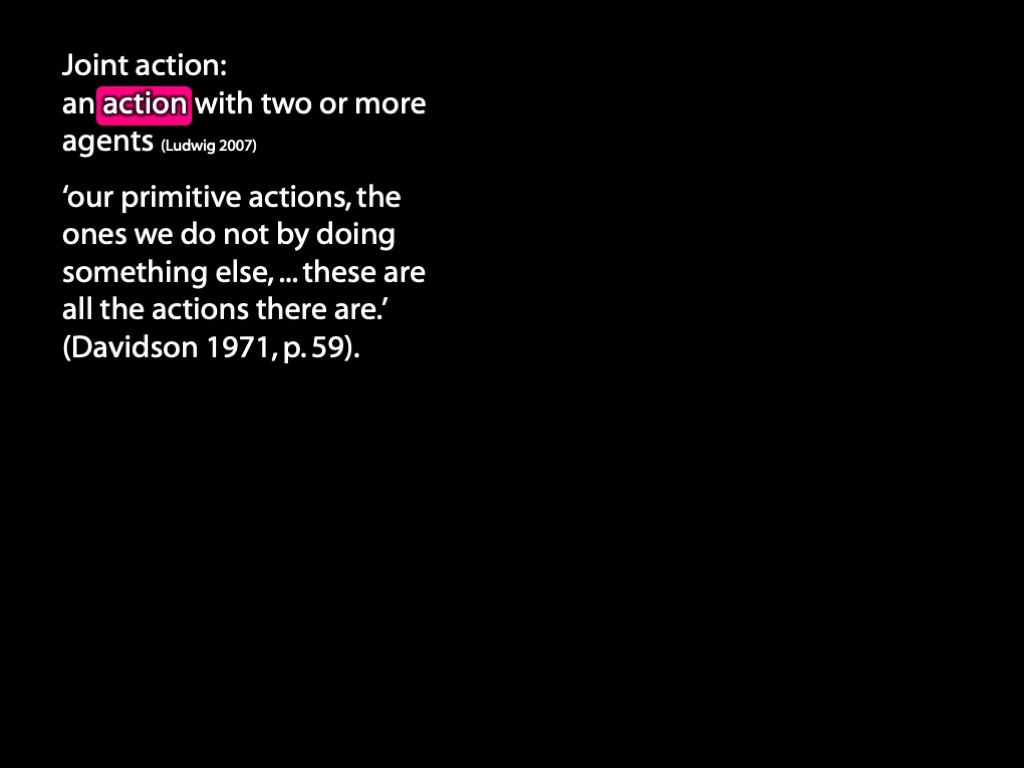 Joint action:
an action with two or more
agents (Ludwig 2007)
‘our primitive actions, the
ones we do not by doing
something else, ... these are
all the actions there are.’
(Davidson 1971, p. 59).